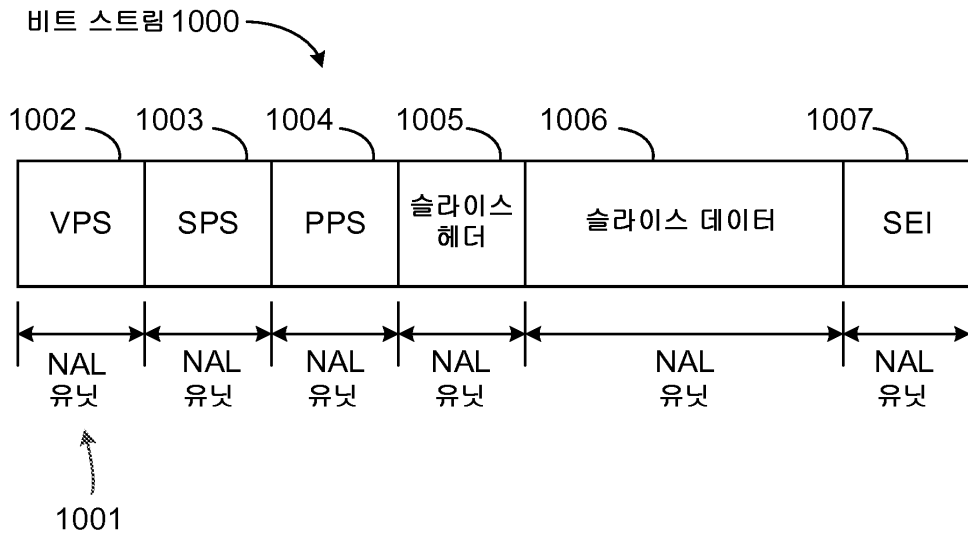 비트 스트림 1000
1002 1003 1004 1005 1006 1007
VPS SPS PPS 슬라이스 헤더 슬라이스 데이터 SEI
NAL NAL NAL NAL NAL NAL
유닛 유닛 유닛 유닛 유닛 유닛
1001